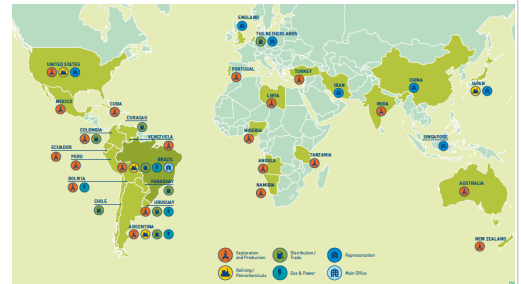 ENGLAND
THE NETHERLANDS
UNITED STATES
PORTUGAL
TURKEY
CHINA
JAPAN
IRAN
MEXICO
CUBA
LIBYA
INDIA
CURAÇAO
COLOMBIA
VENEZUELA
NIGERIA
SINGAPORE
ECUADOR
PERU
BRAZIL
TANZANIA
ANGOLA
BOLIVIA
PARAGUAY
NAMIBIA
AUSTRALIA
CHILE
URUGUAY
ARGENTINA
NEW ZEALAND
Exploration
and Production
Distribution /
Trade
Representation
Refining/
Petrochemicals
Gas & Power
Main Office